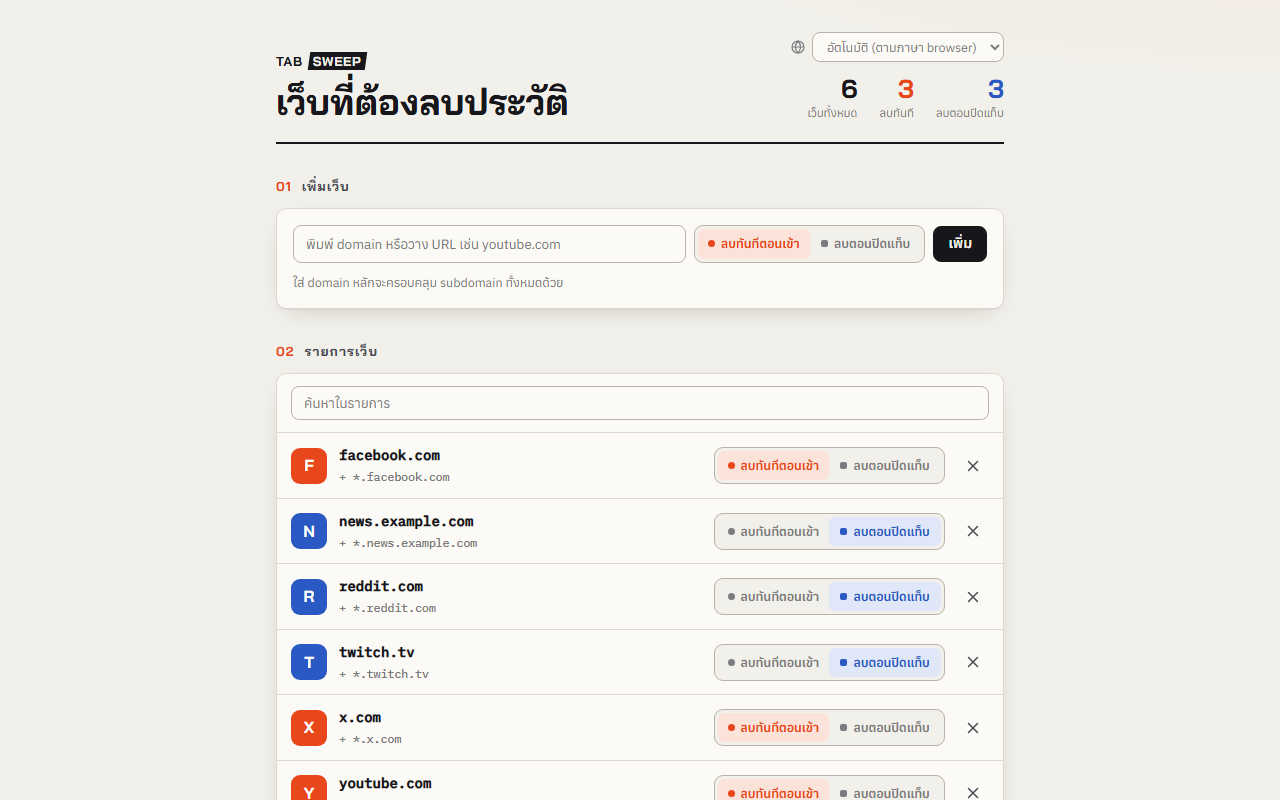 TAB SWEEP
เว็บที่ต้องลบประวัติ
อัตโนมัติ (ตามภาษา browser)
6 3 3
เว็บทั้งหมด ลบทันที ลบตอนปิดแท็บ
01 เพิ่มเว็บ
พิมพ์ domain หรือวาง URL เช่น youtube.com ลบทันทีตอนเข้า ลบตอนปิดแท็บ เพิ่ม
ใส่ domain หลักจะครอบคลุม subdomain ทั้งหมดด้วย
02 รายการเว็บ
ค้นหาในรายการ
F facebook.com ลบทันทีตอนเข้า ลบตอนปิดแท็บ
+ *.facebook.com
N news.example.com ลบทันทีตอนเข้า ลบตอนปิดแท็บ
+ *.news.example.com
R reddit.com ลบทันทีตอนเข้า ลบตอนปิดแท็บ
+ *.reddit.com
T twitch.tv ลบทันทีตอนเข้า ลบตอนปิดแท็บ
+ *.twitch.tv
X x.com ลบทันทีตอนเข้า ลบตอนปิดแท็บ
+ *.x.com
Y youtube.com ลบทันทีตอนเข้า ลบตอนปิดแท็บ